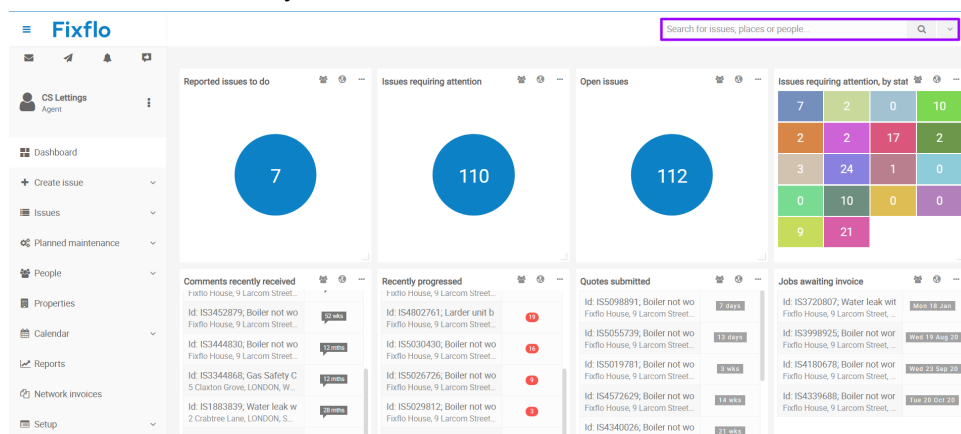 Fixflo
Search for issues, places or people...
CS Lettings
Agent
Dashboard
Create issue
Issues
Planned maintenance
People
Properties
Calendar
Reports
Network invoices
Setup
Reported issues to do
7
Issues requiring attention
110
Open issues
112
Issues requiring attention, by stat
7 2 0 10
2 2 17 2
3 24 1 0
0 10 0 0
9 21
Comments recently received
Fixflo House, 9 Larcom Street...
Id: IS3452879; Boiler not wo
52 wks
Fixflo House, 9 Larcom Street...
Id: IS3444830; Boiler not wo
12 mths
Fixflo House, 9 Larcom Street...
Id: IS3344868; Gas Safety C
12 mths
5 Claxton Grove, LONDON, W...
Id: IS1883839; Water leak w
28 mths
2 Crabtree Lane, LONDON, S...
Recently progressed
Fixflo House, 9 Larcom Street...
Id: IS4802761; Larder unit b
19
Fixflo House, 9 Larcom Street...
Id: IS5030430; Boiler not wo
16
Fixflo House, 9 Larcom Street...
Id: IS5026726; Boiler not wo
9
Fixflo House, 9 Larcom Street...
Id: IS5029812; Boiler not wo
3
Fixflo House, 9 Larcom Street...
Quotes submitted
Id: IS5098891; Boiler not wo
7 days
Fixflo House, 9 Larcom Street...
Id: IS5055739; Boiler not wo
13 days
Fixflo House, 9 Larcom Street...
Id: IS5019781; Boiler not wo
3 wks
Fixflo House, 9 Larcom Street...
Id: IS4572629; Boiler not wo
14 wks
Fixflo House, 9 Larcom Street...
Id: IS4340026; Boiler not wo
21 wks
Jobs awaiting invoice
Id: IS3720807; Water leak wit
Mon 18 Jan
Fixflo House, 9 Larcom Street, ...
Id: IS3998925; Boiler not wor
Wed 19 Aug 20
Fixflo House, 9 Larcom Street, ...
Id: IS4180678; Boiler not wor
Wed 23 Sep 20
Fixflo House, 9 Larcom Street, ...
Id: IS4339688; Boiler not wor
Tue 20 Oct 20
Fixflo House, 9 Larcom Street, ...